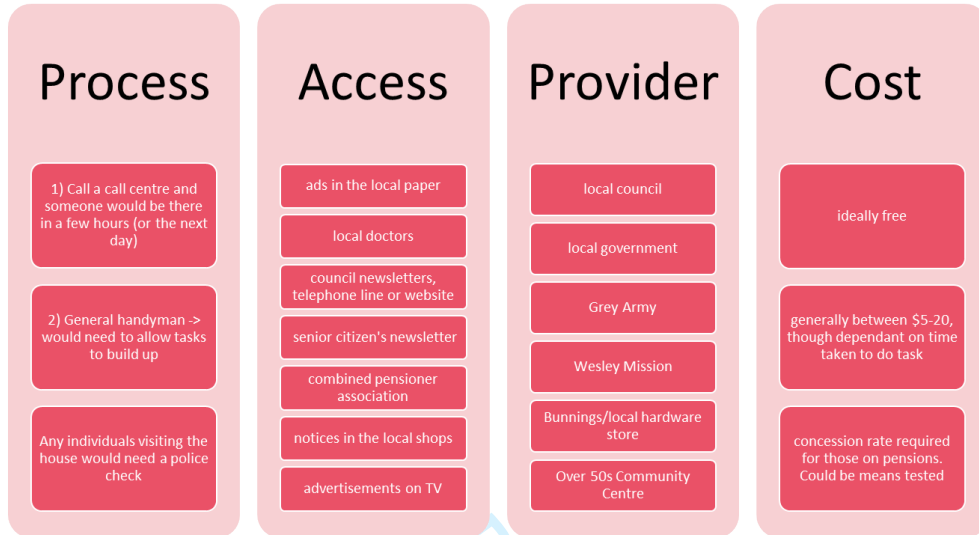 Process
1) Call a call centre and
someone would be there
in a few hours (or the next
day)
2) General handyman ->
would need to allow tasks
to build up
Any individuals visiting the
house would need a police
check
Access
ads in the local paper
local doctors
council newsletters,
telephone line or website
senior citizen's newsletter
combined pensioner
association
notices in the local shops
advertisements on TV
Provider
local council
local government
Grey Army
Wesley Mission
Bunnings/local hardware
store
Over 50s Community
Centre
Cost
ideally free
generally between $5-20,
though dependant on time
taken to do task
concession rate required
for those on pensions.
Could be means tested